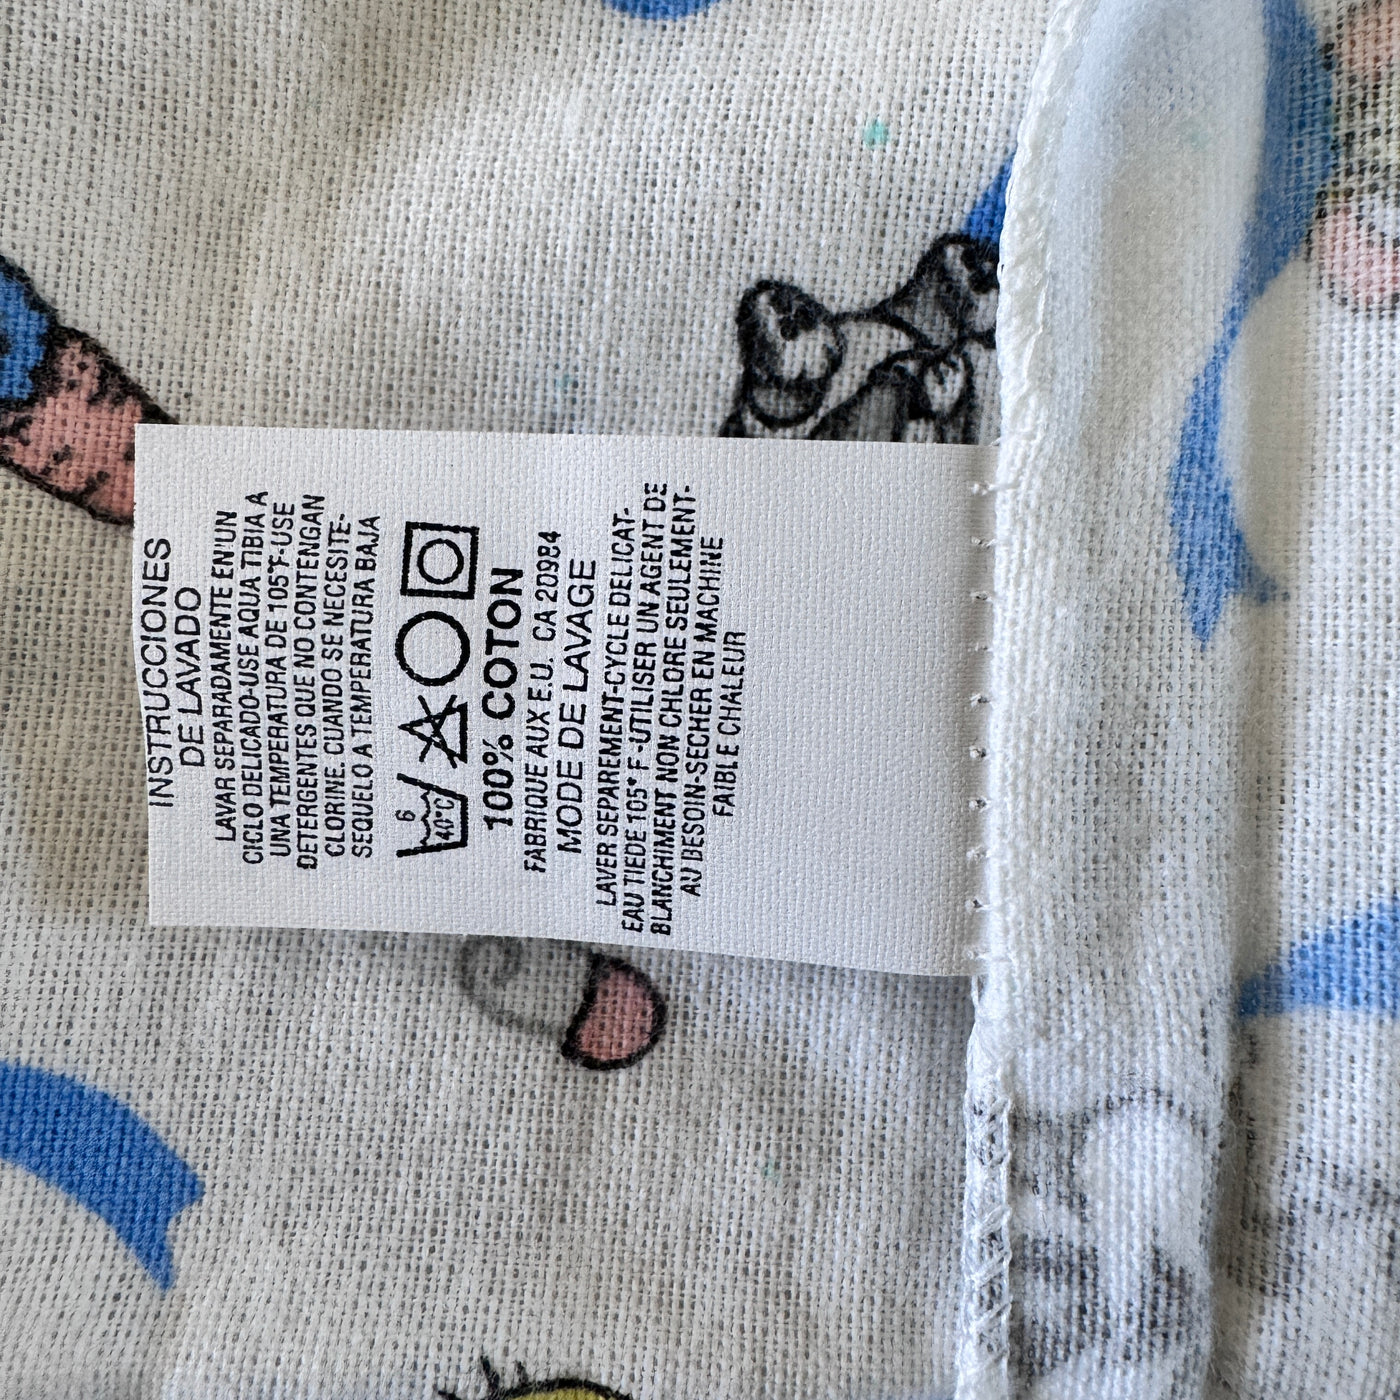 INSTRUCCIONES
DE LAVADO
LAVAR SEPARADAMENTE EN UN
CICLO DELICADO-USE AQUA TIBIA A
UNA TEMPERATURA DE 105°F-USE
DETERGENTES QUE NO CONTENGAN
CLORINE. CUANDO SE NECESITE-
SEQUELO A TEMPERATURA BAJA
6
40°C
100% COTON
FABRIQUE AUX E.U. CA 20984
MODE DE LAVAGE
LAVER SEPAREMENT-CYCLE DELICAT-
EAU TIEDE 105° F -UTILISER UN AGENT DE
BLANCHIMENT NON CHLORE SEULEMENT-
AU BESOIN-SECHER EN MACHINE
FAIBLE CHALEUR